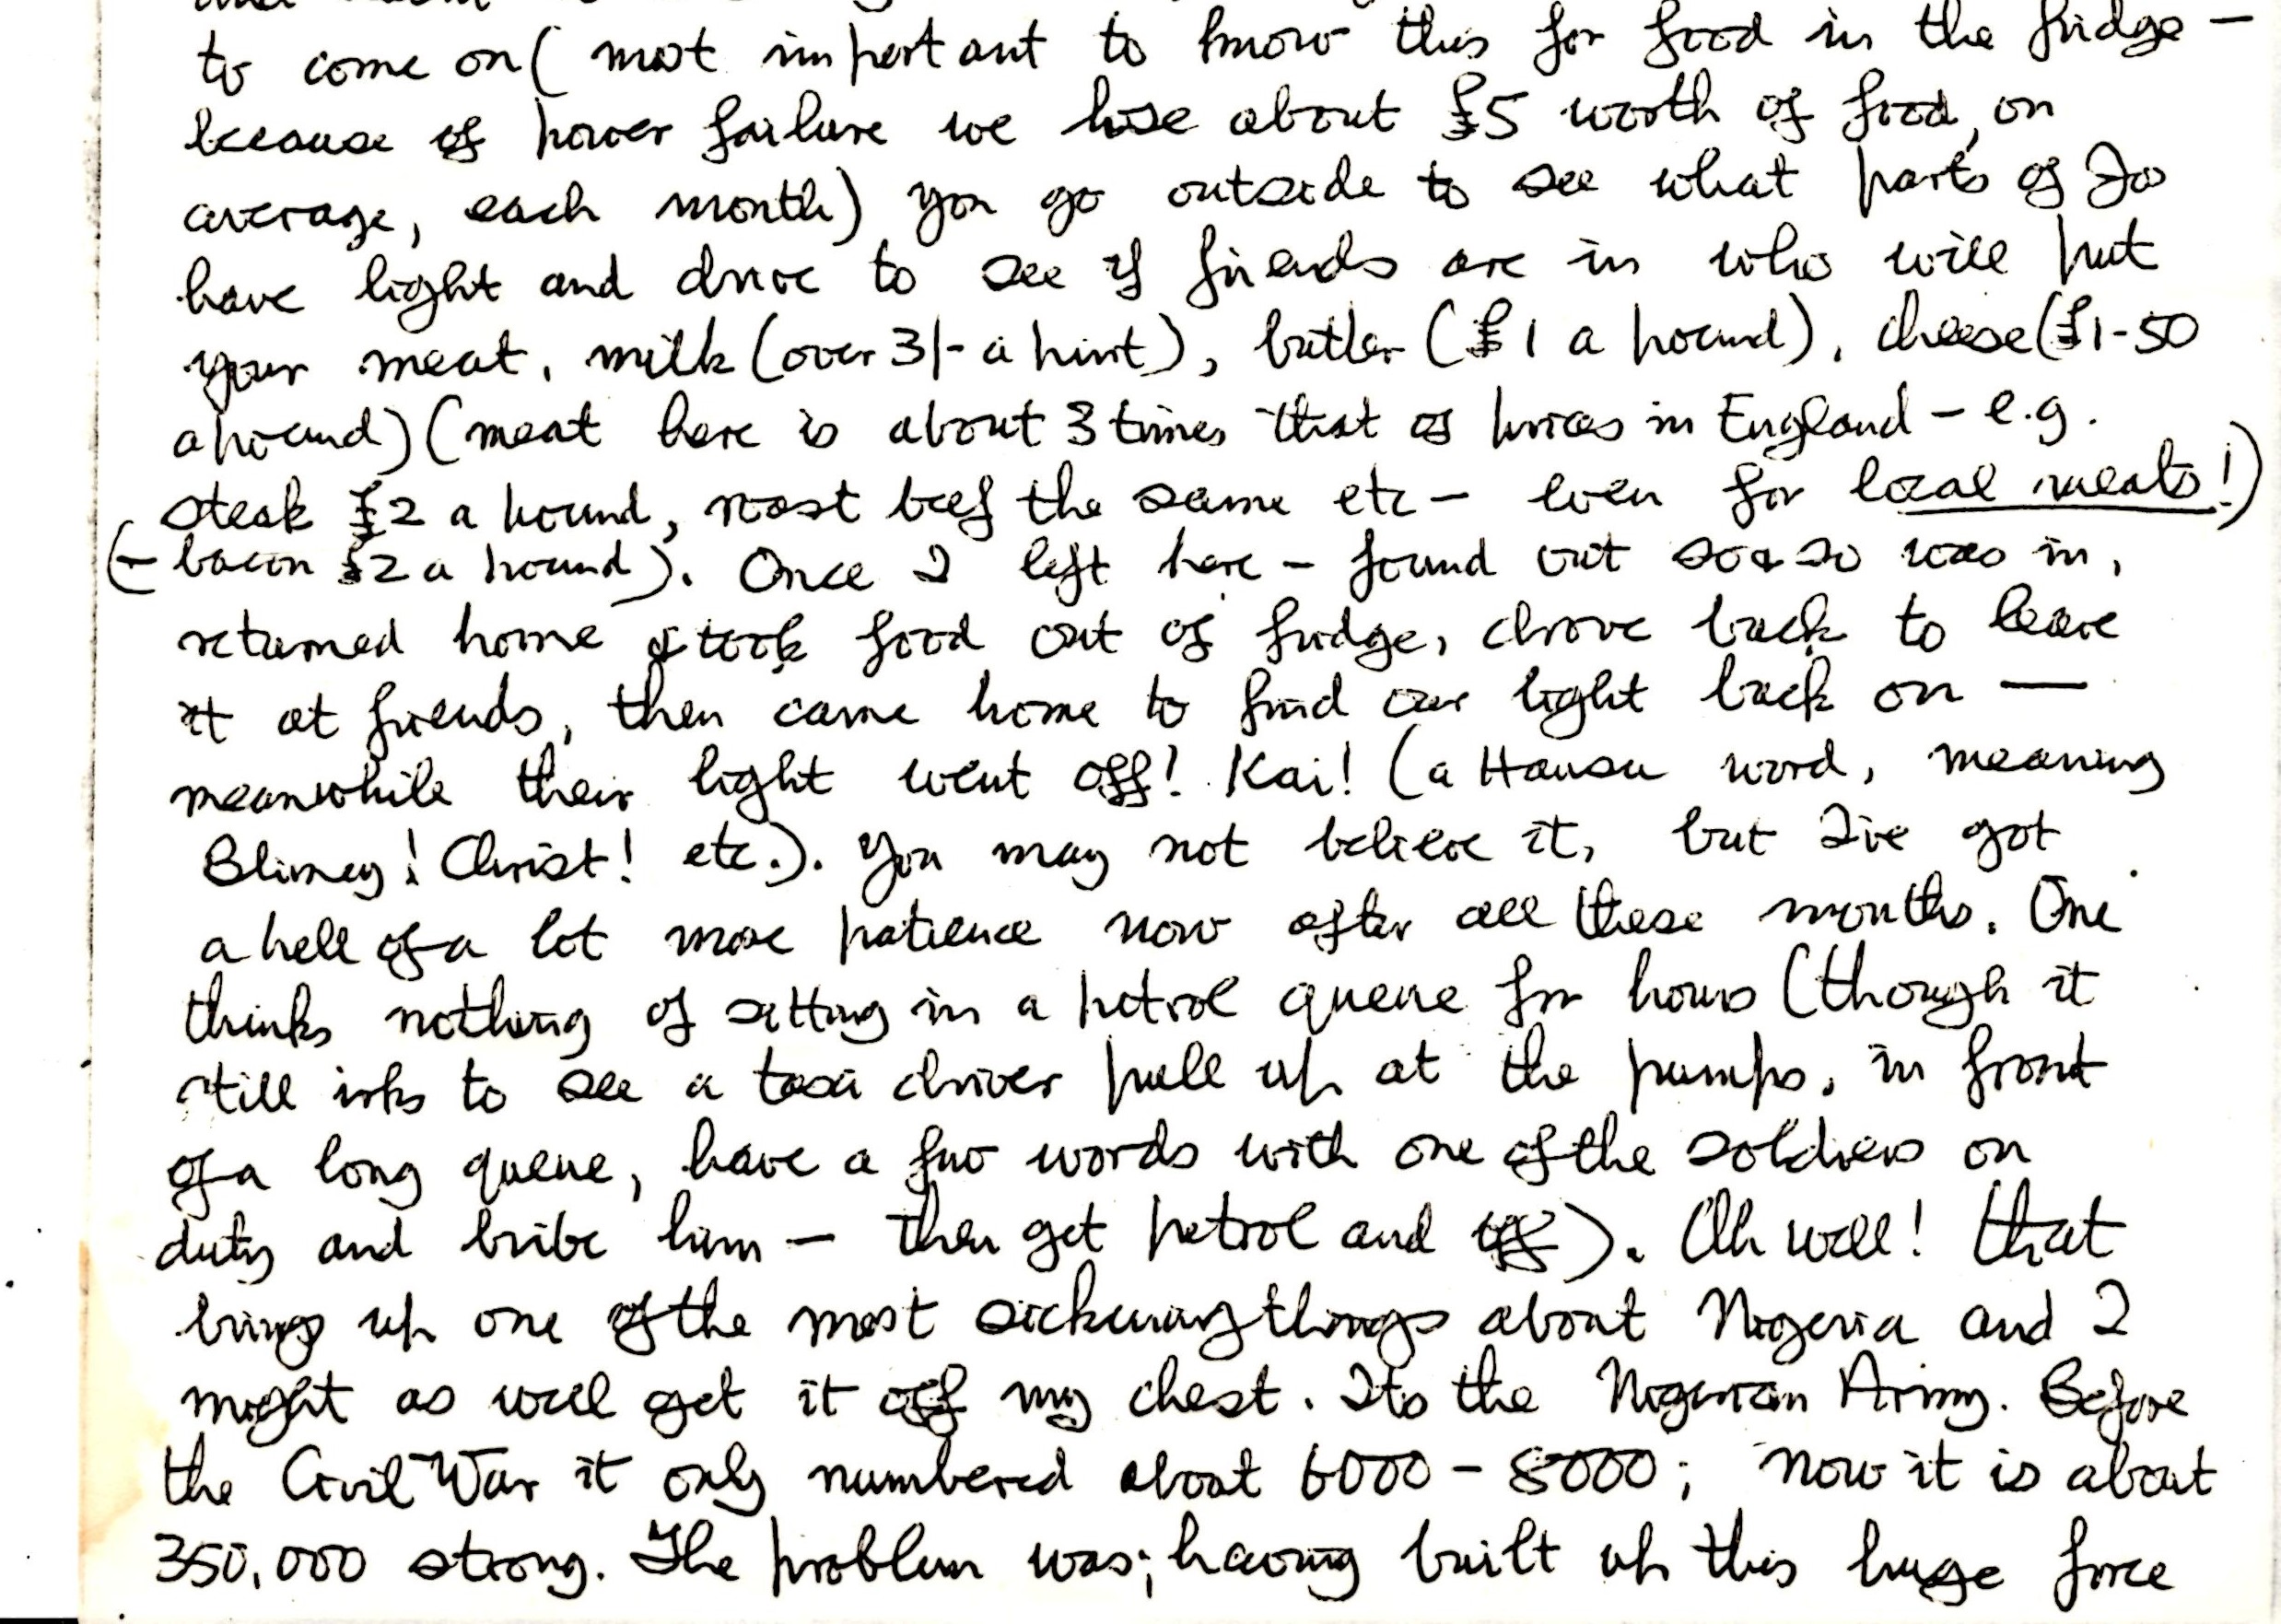 to come on (most important to know this for food in the fridge —
because of power failure we lose about £5 worth of food, on
average, each month) you go outside to see what parts of Jos
have light and drive to see if friends are in who will put
your meat, milk (over 3/- a pint), butter (£1 a pound), cheese (£1-50
a pound) (meat here is about 3 times that of prices in England - e.g.
steak £2 a pound, roast beef the same etc - even for local meats!)
(- bacon £2 a pound). Once I left here - found out so & so was in,
returned home & took food out of fridge, drove back to leave
it at friends, then came home to find our light back on —
meanwhile their light went off! Kai! (a Hausa word, meaning
Blimey! Christ! etc.). You may not believe it, but I've got
a hell of a lot more patience now after all these months. One
thinks nothing of sitting in a petrol queue for hours (though it
still irks to see a taxi driver pull up at the pumps, in front
of a long queue, have a few words with one of the soldiers on
duty and bribe him - then get petrol and off). Oh well! That
brings up one of the most sickening things about Nigeria and I
might as well get it off my chest. Its the Nigerian Army. Before
the Civil War it only numbered about 6000 - 8000; now it is about
350,000 strong. The problem was; having built up this huge force